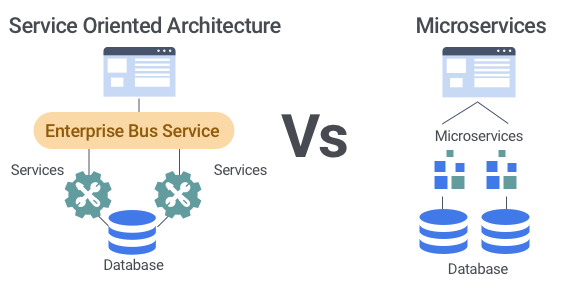 Service Oriented Architecture
Enterprise Bus Service
Services
Services
Database
Vs
Microservices
Microservices
Database